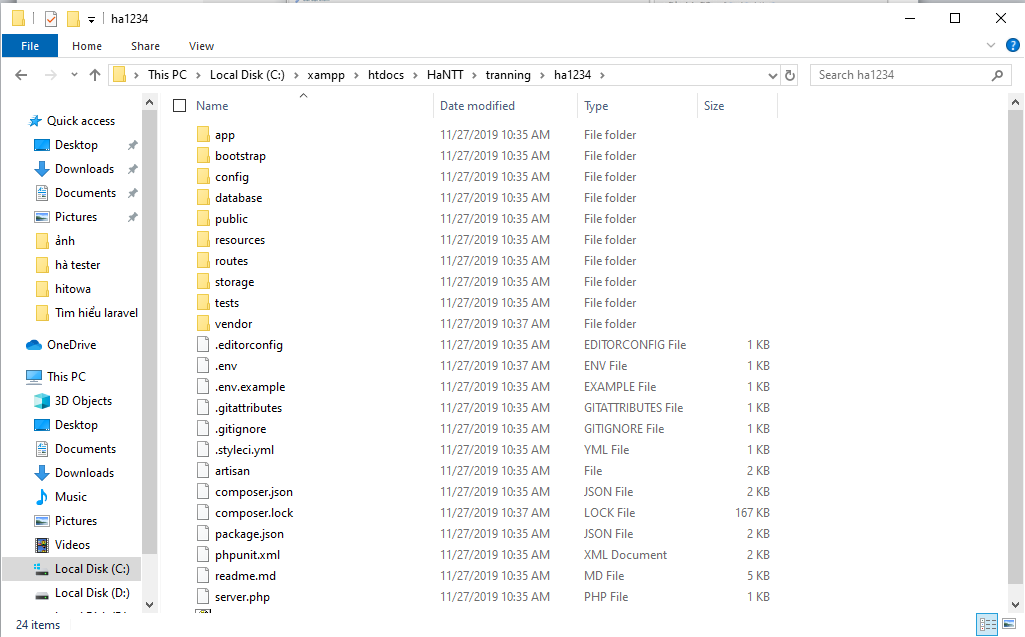 ha1234
File Home Share View
This PC Local Disk (C:) xampp htdocs HaNTT tranning ha1234
Search ha1234
Quick access
Desktop
Downloads
Documents
Pictures
ảnh
hà tester
hitowa
Tìm hiểu laravel
OneDrive
This PC
3D Objects
Desktop
Documents
Downloads
Music
Pictures
Videos
Local Disk (C:)
Local Disk (D:)
Name Date modified Type Size
app 11/27/2019 10:35 AM File folder
bootstrap 11/27/2019 10:35 AM File folder
config 11/27/2019 10:35 AM File folder
database 11/27/2019 10:35 AM File folder
public 11/27/2019 10:35 AM File folder
resources 11/27/2019 10:35 AM File folder
routes 11/27/2019 10:35 AM File folder
storage 11/27/2019 10:35 AM File folder
tests 11/27/2019 10:35 AM File folder
vendor 11/27/2019 10:37 AM File folder
.editorconfig 11/27/2019 10:35 AM EDITORCONFIG File 1 KB
.env 11/27/2019 10:37 AM ENV File 1 KB
.env.example 11/27/2019 10:35 AM EXAMPLE File 1 KB
.gitattributes 11/27/2019 10:35 AM GITATTRIBUTES File 1 KB
.gitignore 11/27/2019 10:35 AM GITIGNORE File 1 KB
.styleci.yml 11/27/2019 10:35 AM YML File 1 KB
artisan 11/27/2019 10:35 AM File 2 KB
composer.json 11/27/2019 10:35 AM JSON File 2 KB
composer.lock 11/27/2019 10:37 AM LOCK File 167 KB
package.json 11/27/2019 10:35 AM JSON File 2 KB
phpunit.xml 11/27/2019 10:35 AM XML Document 2 KB
readme.md 11/27/2019 10:35 AM MD File 5 KB
server.php 11/27/2019 10:35 AM PHP File 1 KB
24 items